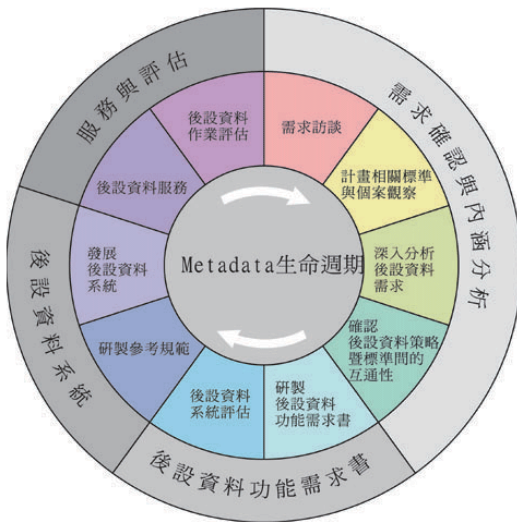 服務與評估
需求確認與內涵分析
後設資料
作業評估
需求訪談
後設資料服務
計畫相關標準
與個案觀察
發展
後設資料
系統
Metadata生命週期
深入分析
後設資料
需求
研製參考規範
確認
後設資料策略
暨標準間的
互通性
後設資料
系統評估
研製
後設資料
功能需求書
後設資料系統
後設資料功能需求書